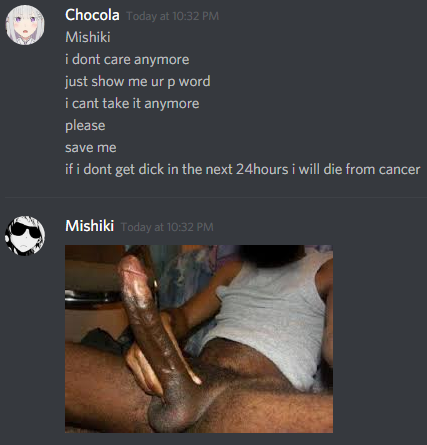 Chocola Today at 10:32 PM
Mishiki
i dont care anymore
just show me ur p word
i cant take it anymore
please
save me
if i dont get dick in the next 24hours i will die from cancer
Mishiki Today at 10:32 PM